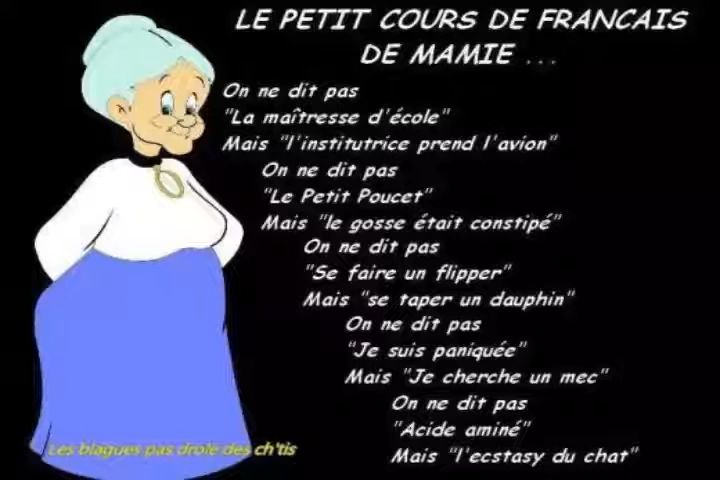 LE PETIT COURS DE FRANCAIS
DE MAMIE ...
On ne dit pas
"La maîtresse d'école"
Mais "l'institutrice prend l'avion"
On ne dit pas
"Le Petit Poucet"
Mais "le gosse était constipé"
On ne dit pas
"Se faire un flipper"
Mais "se taper un dauphin"
On ne dit pas
"Je suis paniquée"
Mais "Je cherche un mec"
On ne dit pas
"Acide aminé"
Mais "l'ecstasy du chat"
Les blagues pas drole des ch'tis